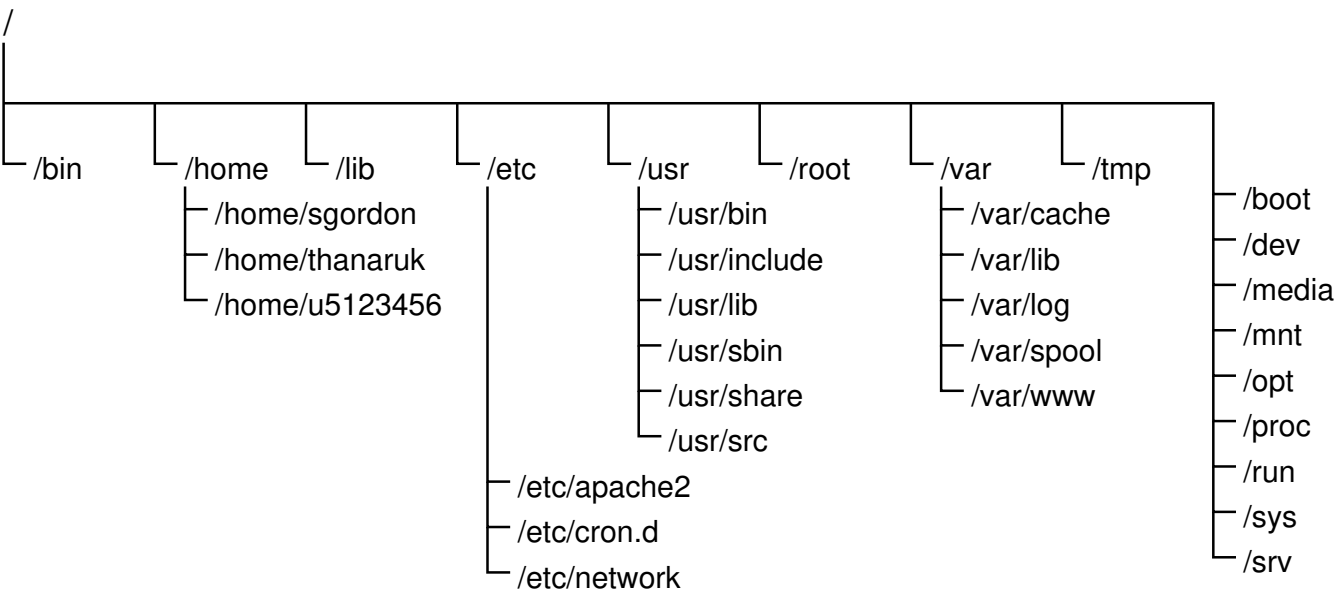 /
/bin
/home
/home/sgordon
/home/thanaruk
/home/u5123456
/lib
/etc
/etc/apache2
/etc/cron.d
/etc/network
/usr
/usr/bin
/usr/include
/usr/lib
/usr/sbin
/usr/share
/usr/src
/root
/var
/var/cache
/var/lib
/var/log
/var/spool
/var/www
/tmp
/boot
/dev
/media
/mnt
/opt
/proc
/run
/sys
/srv